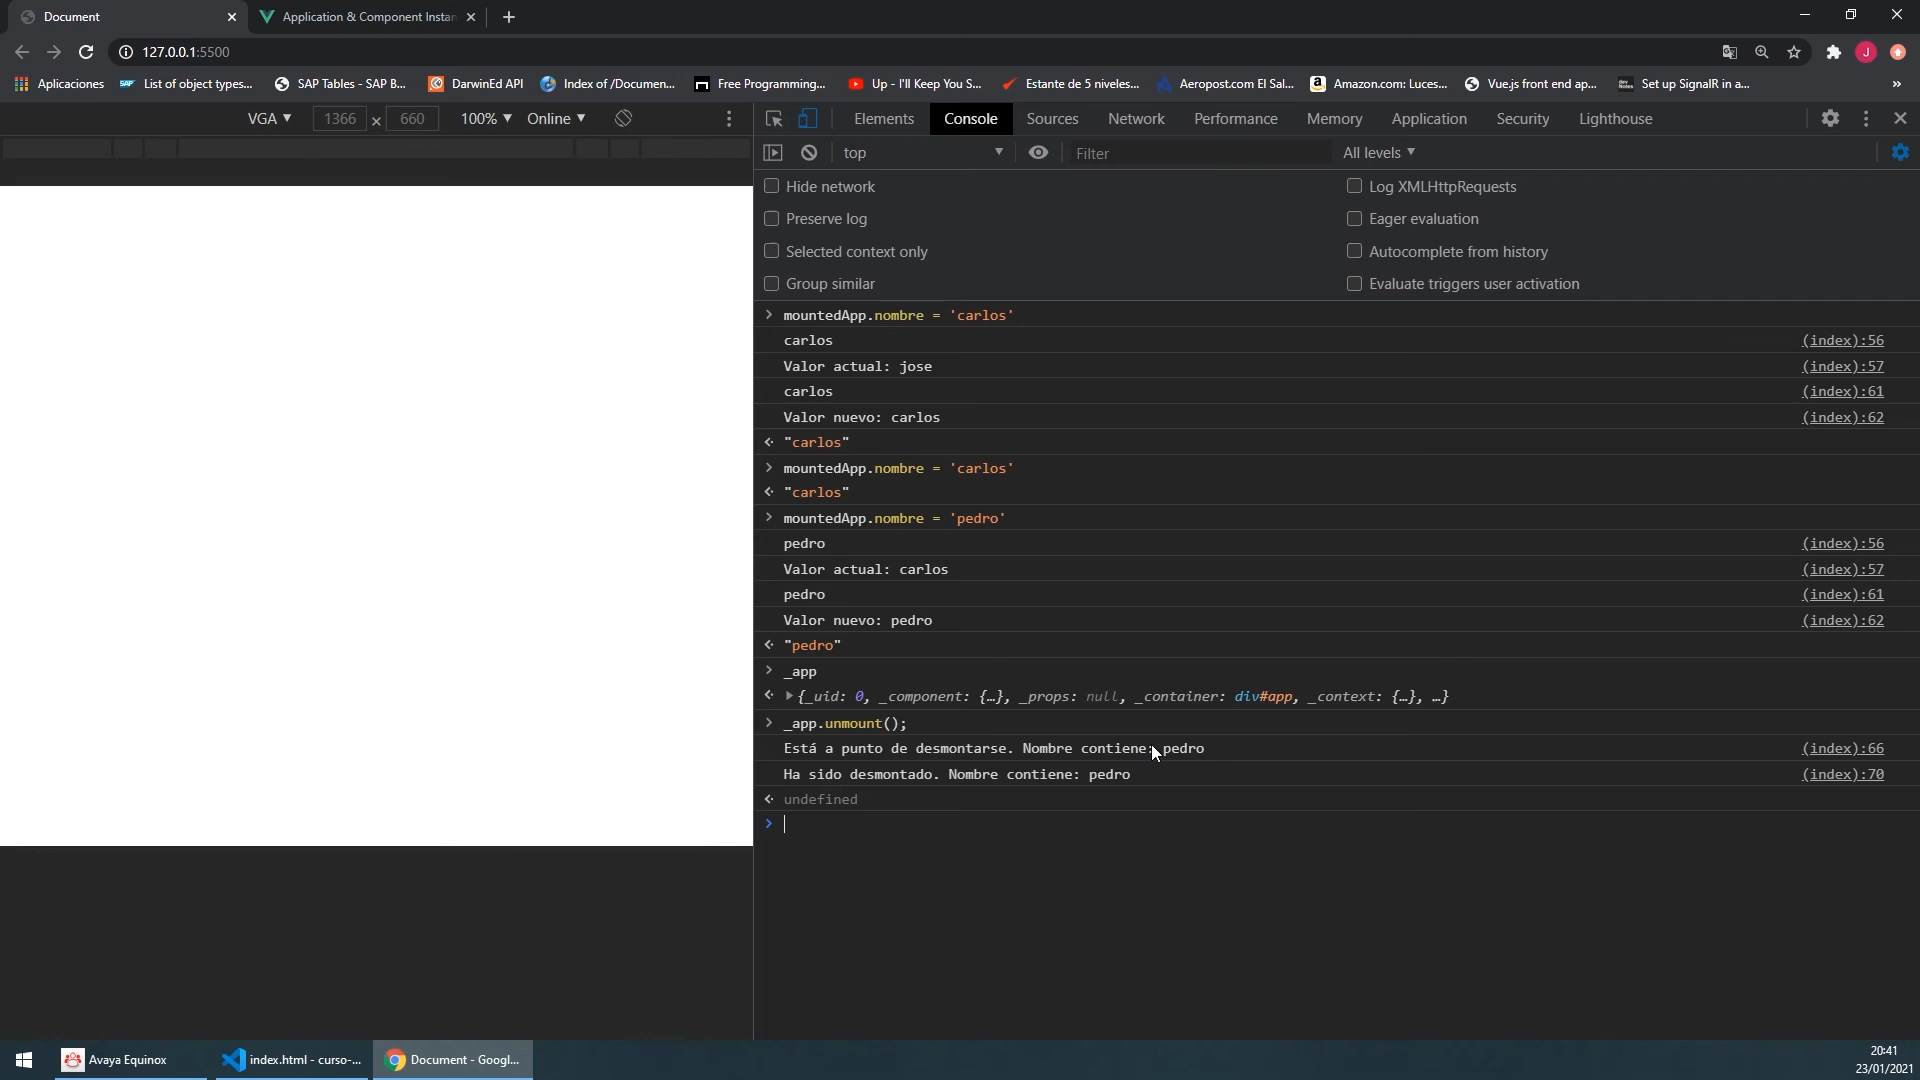 Document
Application & Component Instan
127.0.0.1:5500
J
Aplicaciones
SAP
List of object types...
SAP Tables - SAP B...
DarwinEd API
Index of /Documen...
Free Programming...
Up - I'll Keep You S...
Estante de 5 niveles...
Aeropost.com El Sal...
Amazon.com: Luces...
Vue.js front end ap...
Set up SignalR in a...
»
VGA ▼ 1366 × 660 100% ▼ Online ▼
Elements Console Sources Network Performance Memory Application Security Lighthouse
top ▼ Filter All levels ▼
Hide network Log XMLHttpRequests
Preserve log Eager evaluation
Selected context only Autocomplete from history
Group similar Evaluate triggers user activation
> mountedApp.nombre = 'carlos'
carlos (index):56
Valor actual: jose (index):57
carlos (index):61
Valor nuevo: carlos (index):62
"carlos"
> mountedApp.nombre = 'carlos'
"carlos"
> mountedApp.nombre = 'pedro'
pedro (index):56
Valor actual: carlos (index):57
pedro (index):61
Valor nuevo: pedro (index):62
"pedro"
> _app
{_uid: 0, _component: {…}, _props: null, _container: div#app, _context: {…}, …}
> _app.unmount();
Está a punto de desmontarse. Nombre contiene: pedro (index):66
Ha sido desmontado. Nombre contiene: pedro (index):70
undefined
>
Avaya Equinox
index.html - curso-...
Document - Googl...
20:41
23/01/2021